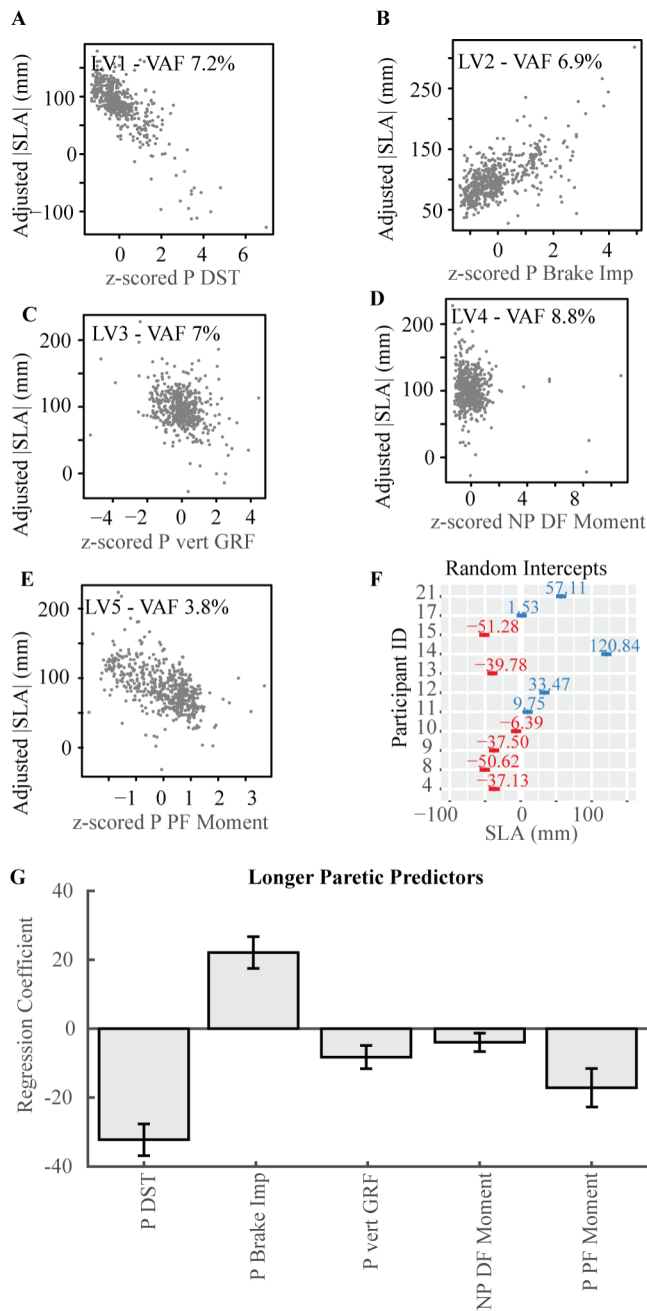 A
LV1 - VAF 7.2%
Adjusted |SLA| (mm)
100
0
−100
0 2 4 6
z-scored P DST
B
LV2 - VAF 6.9%
Adjusted |SLA| (mm)
250
150
50
0 2 4
z-scored P Brake Imp
C
LV3 - VAF 7%
Adjusted |SLA| (mm)
200
100
0
−4 −2 0 2 4
z-scored P vert GRF
D
LV4 - VAF 8.8%
Adjusted |SLA| (mm)
200
100
0
0 4 8
z-scored NP DF Moment
E
LV5 - VAF 3.8%
Adjusted |SLA| (mm)
200
100
0
−1 0 1 2 3
z-scored P PF Moment
F
Random Intercepts
Participant ID
21 57.11
17 1.53
15 −51.28
14 120.84
13 −39.78
12 33.47
11 9.75
10 −6.39
9 −37.50
8 −50.62
4 −37.13
−100 0 100
SLA (mm)
G
Longer Paretic Predictors
Regression Coefficient
40
20
0
-20
-40
P DST
P Brake Imp
P vert GRF
NP DF Moment
P PF Moment